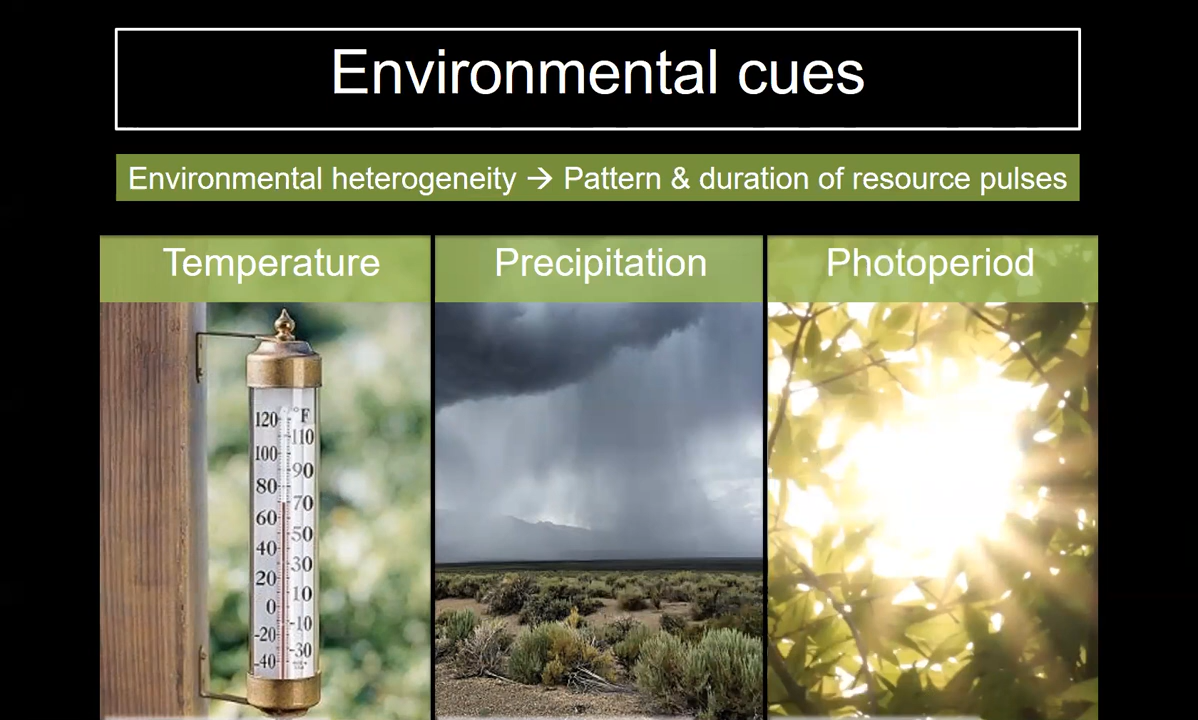 Environmental cues
Environmental heterogeneity → Pattern & duration of resource pulses
Temperature
Precipitation
Photoperiod
°F
120
110
100
90
80
70
60
50
40
30
20
10
0
-10
-20
-30
-40